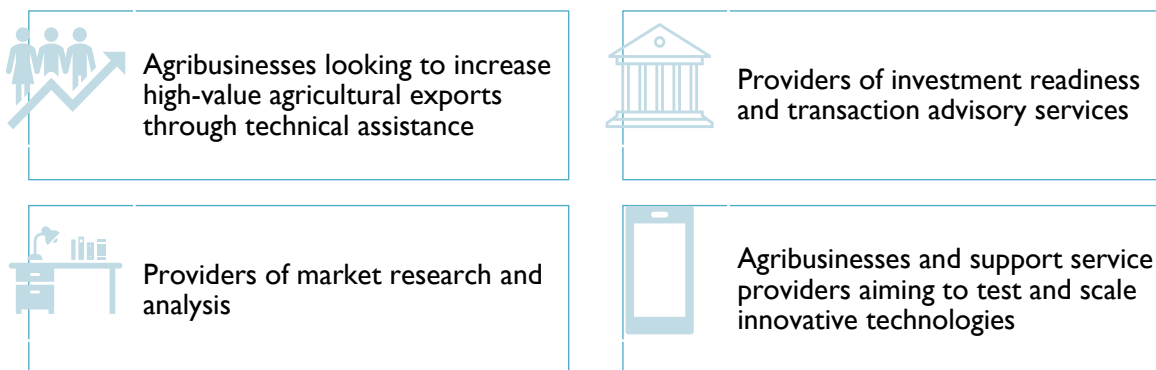 Agribusinesses looking to increase
high-value agricultural exports
through technical assistance
Providers of investment readiness
and transaction advisory services
Providers of market research and
analysis
Agribusinesses and support service
providers aiming to test and scale
innovative technologies